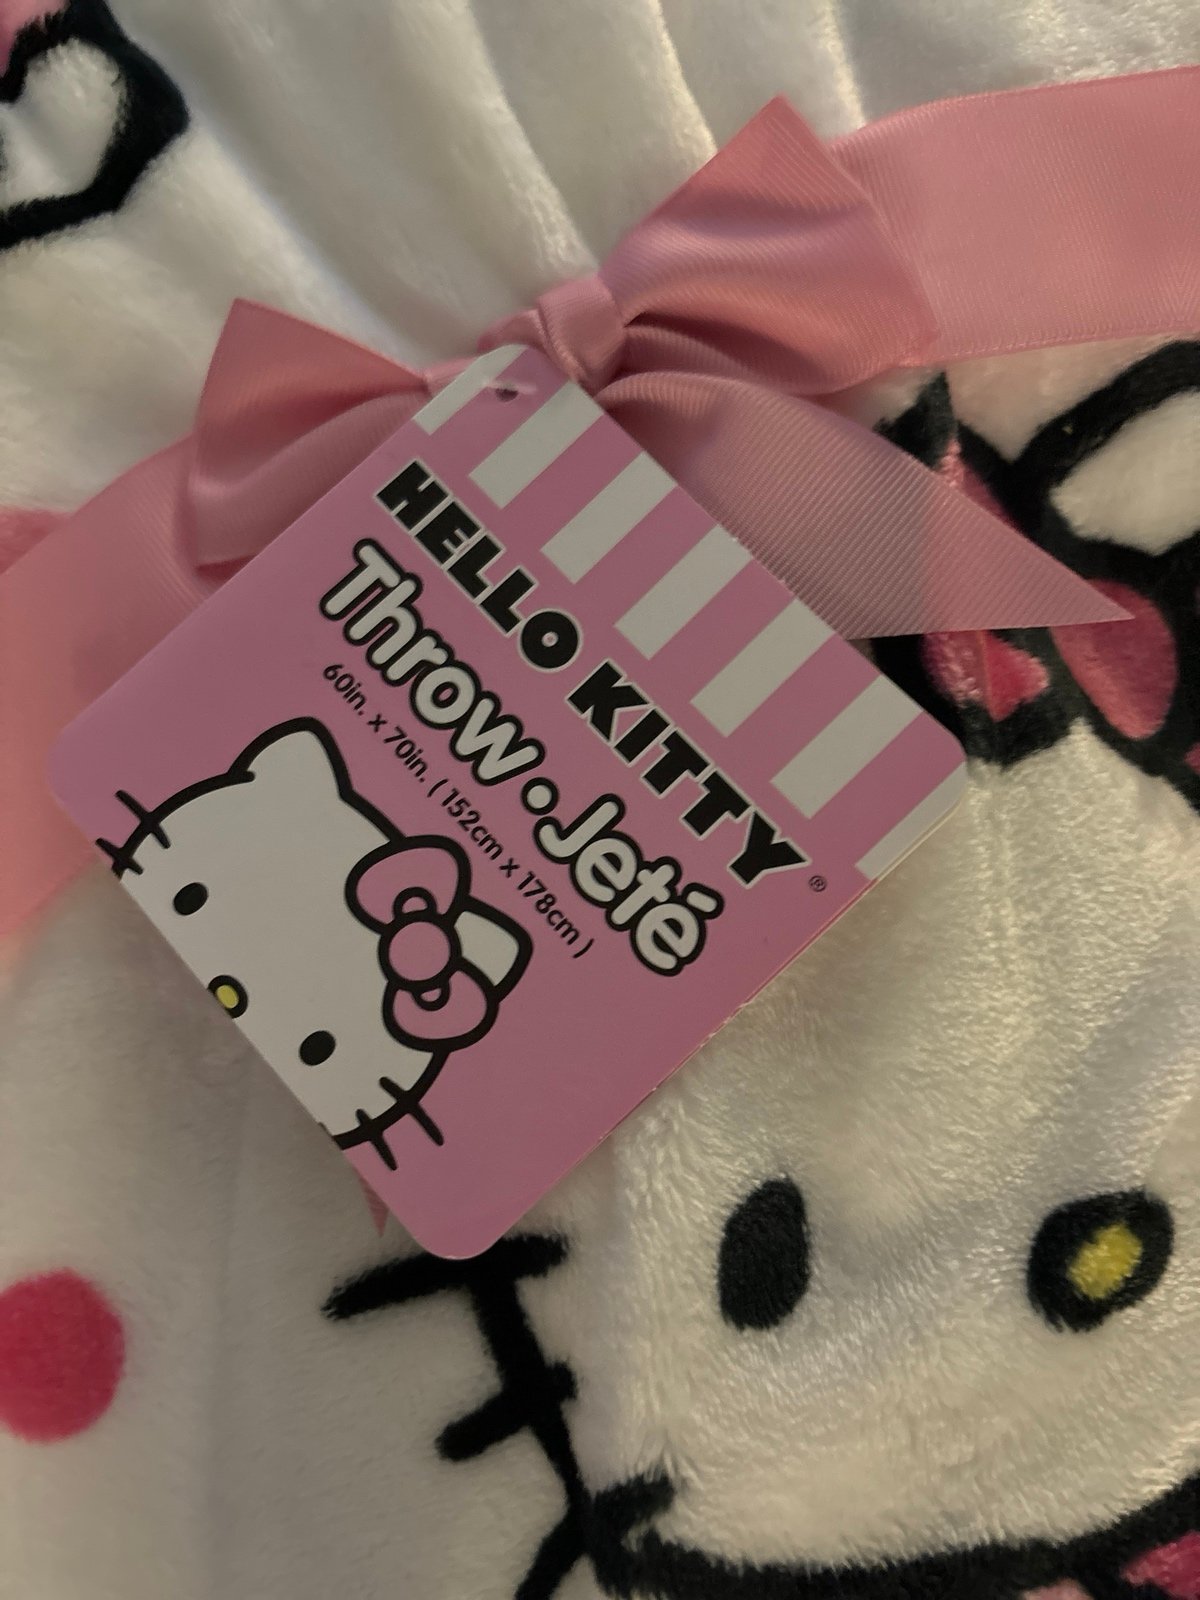 HELLO KITTY®
Throw • Jeté
60in. x 70in. ( 152cm x 178cm )